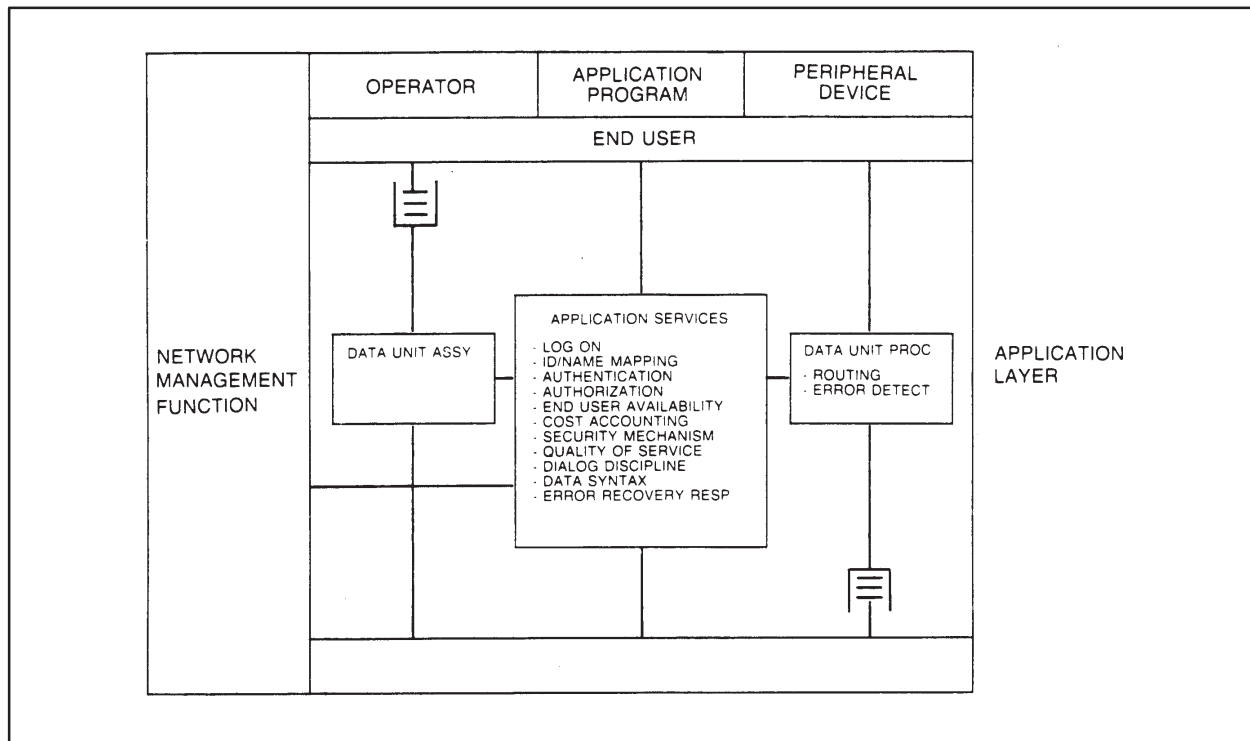 OPERATOR
APPLICATION
PROGRAM
PERIPHERAL
DEVICE
END USER
NETWORK
MANAGEMENT
FUNCTION
DATA UNIT ASSY
APPLICATION SERVICES
- LOG ON
- ID/NAME MAPPING
- AUTHENTICATION
- AUTHORIZATION
- END USER AVAILABILITY
- COST ACCOUNTING
- SECURITY MECHANISM
- QUALITY OF SERVICE
- DIALOG DISCIPLINE
- DATA SYNTAX
- ERROR RECOVERY RESP
DATA UNIT PROC
- ROUTING
- ERROR DETECT
APPLICATION
LAYER